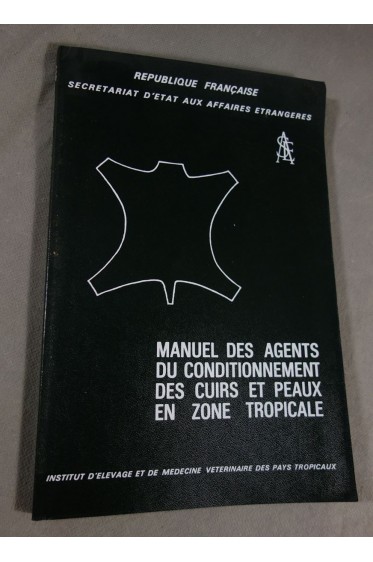 REPUBLIQUE FRANÇAISE
SECRETARIAT D'ETAT AUX AFFAIRES ETRANGERES
MANUEL DES AGENTS
DU CONDITIONNEMENT
DES CUIRS ET PEAUX
EN ZONE TROPICALE
INSTITUT D'ELEVAGE ET DE MEDECINE VETERINAIRE DES PAYS TROPICAUX